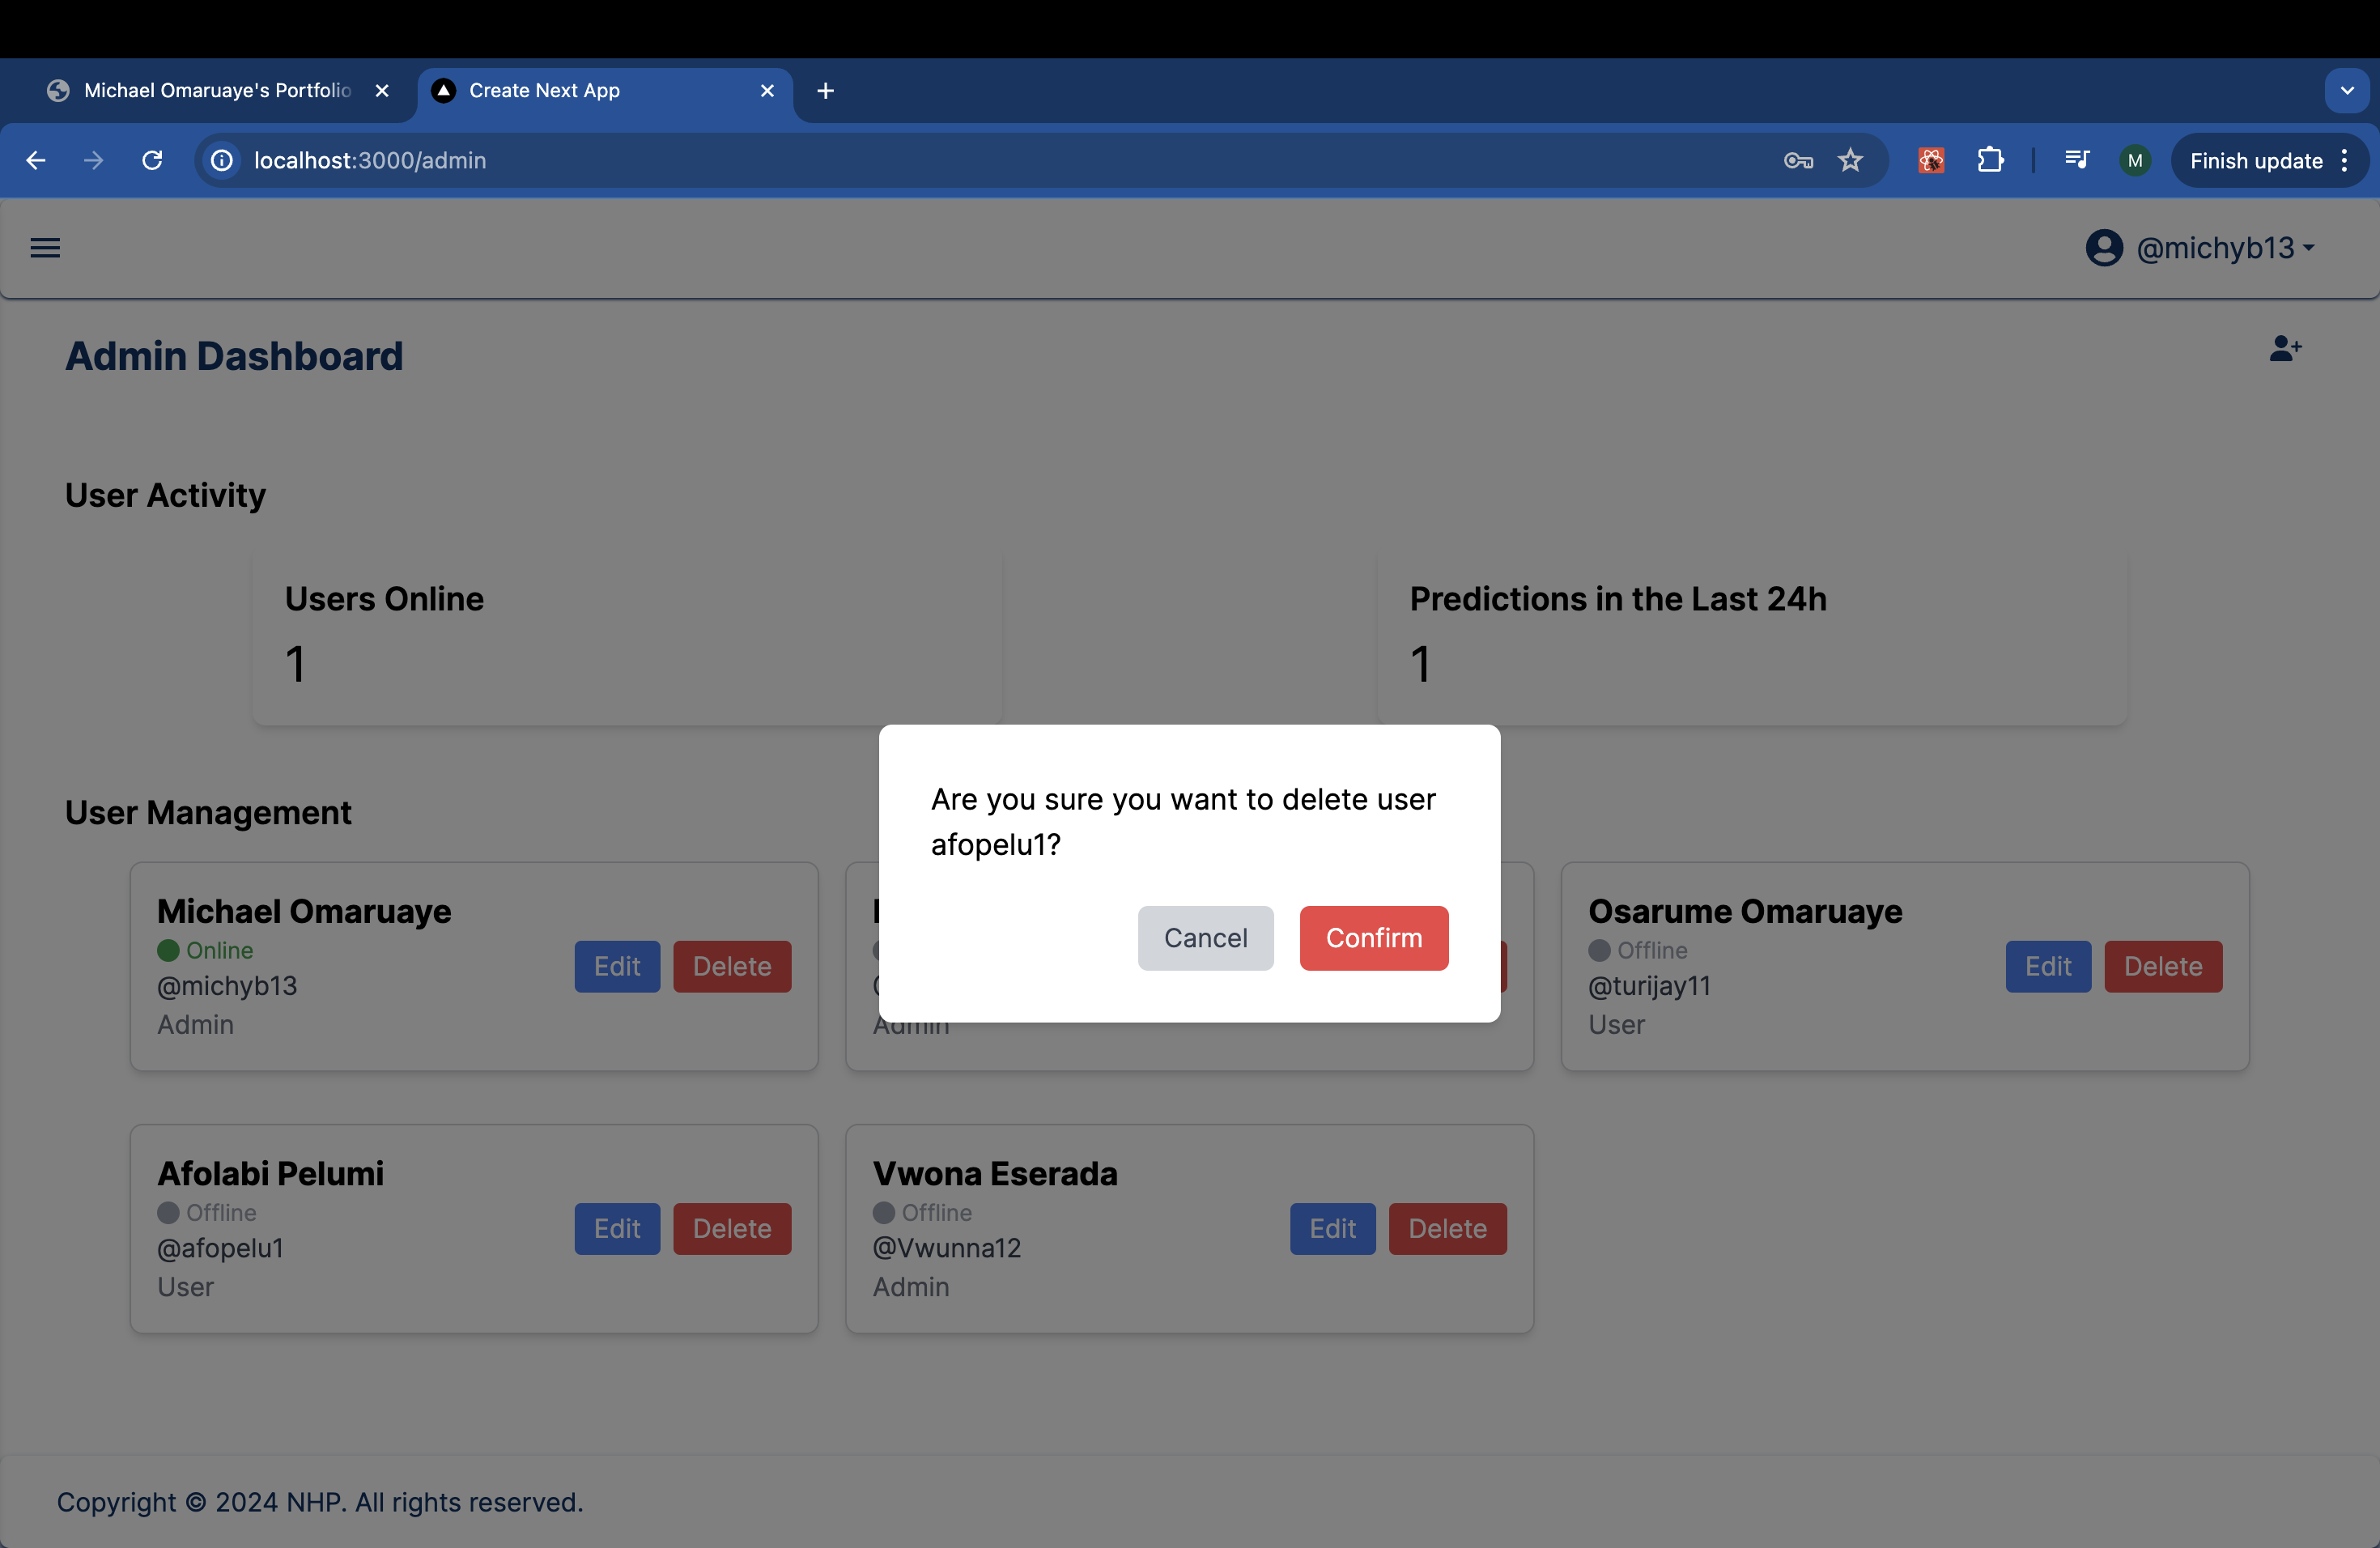 Michael Omaruaye's Portfolio
Create Next App
localhost:3000/admin
M
Finish update
@michyb13
Admin Dashboard
User Activity
Users Online
1
Predictions in the Last 24h
1
User Management
Are you sure you want to delete user
afopelu1?
Cancel
Confirm
Michael Omaruaye
Online
@michyb13
Admin
Edit
Delete
Admin
Osarume Omaruaye
Offline
@turijay11
User
Edit
Delete
Afolabi Pelumi
Offline
@afopelu1
User
Edit
Delete
Vwona Eserada
Offline
@Vwunna12
Admin
Edit
Delete
Copyright © 2024 NHP. All rights reserved.